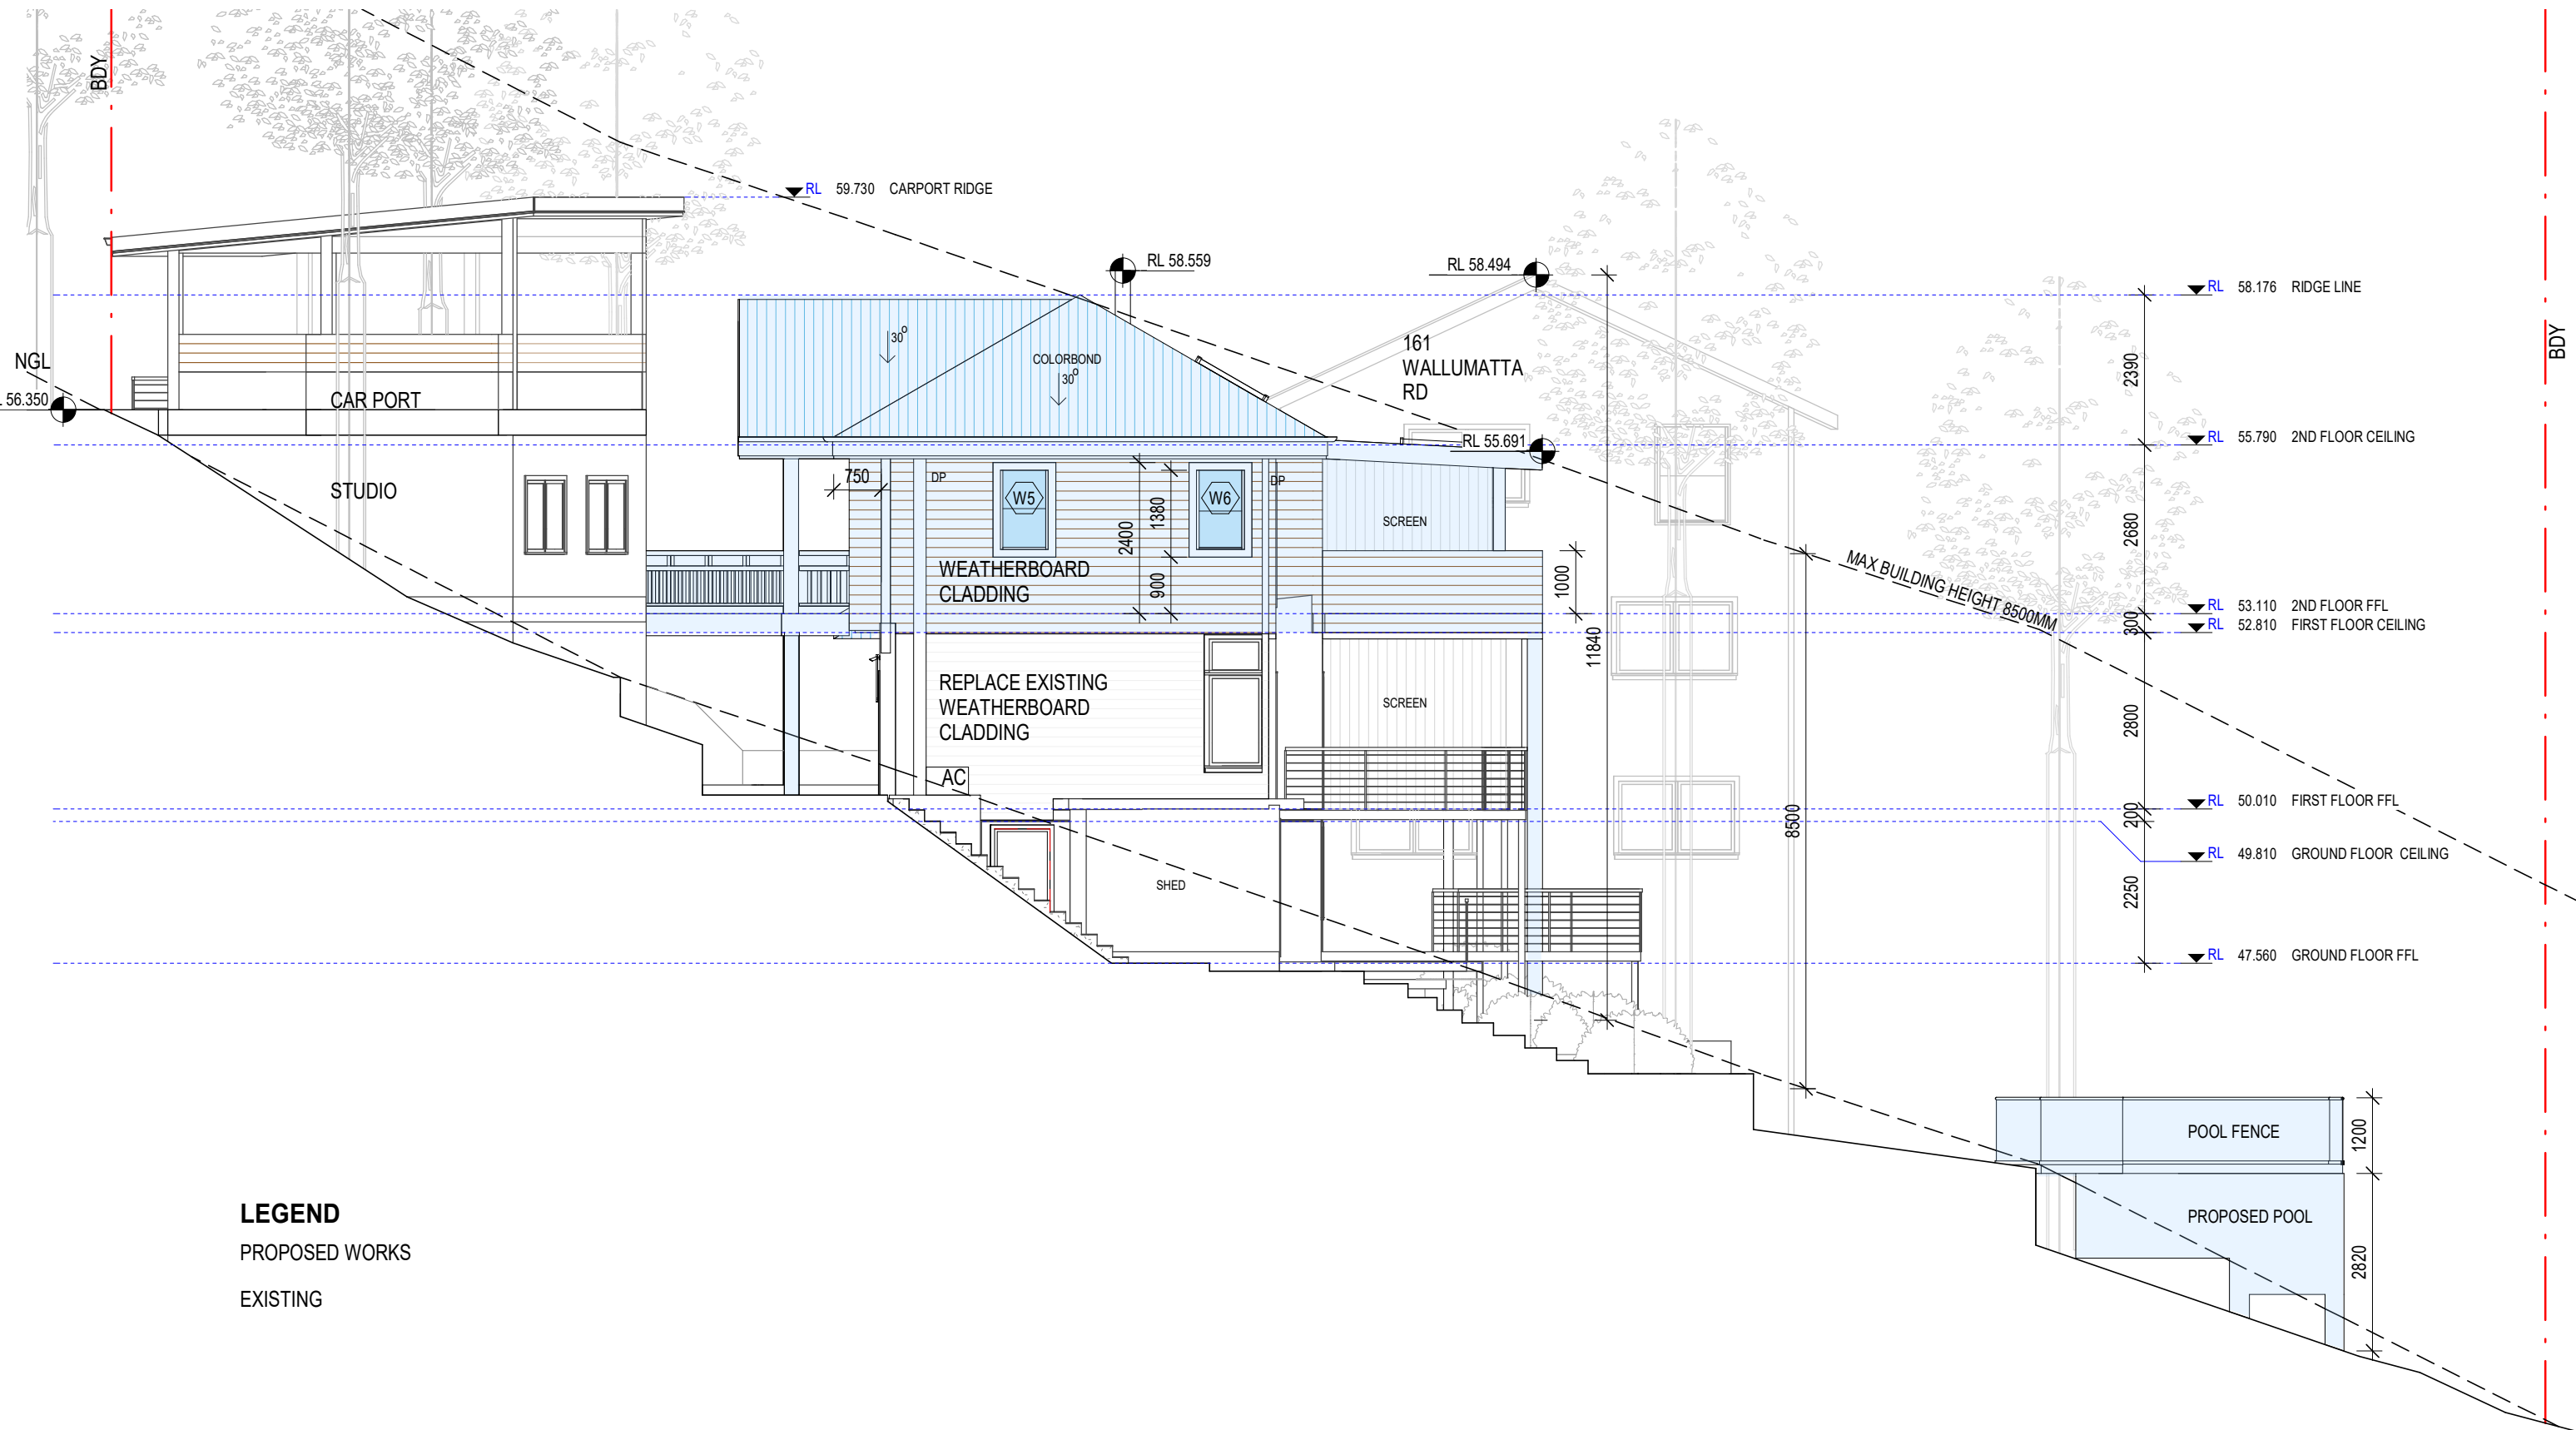 BDY
RL 59.730 CARPORT RIDGE
RL 58.559
RL 58.494
RL 58.176 RIDGE LINE
BDY
30°
COLORBOND
30°
161
WALLUMATTA
RD
2390
NGL
56.350
CAR PORT
RL 55.691
RL 55.790 2ND FLOOR CEILING
STUDIO
750
DP
W5
W6
DP
1380
2400
SCREEN
2680
WEATHERBOARD
CLADDING
900
1000
MAX BUILDING HEIGHT 8500MM
RL 53.110 2ND FLOOR FFL
300
RL 52.810 FIRST FLOOR CEILING
11840
REPLACE EXISTING
WEATHERBOARD
CLADDING
SCREEN
2800
AC
8500
RL 50.010 FIRST FLOOR FFL
200
RL 49.810 GROUND FLOOR CEILING
SHED
2250
RL 47.560 GROUND FLOOR FFL
POOL FENCE
1200
PROPOSED POOL
2820
LEGEND
PROPOSED WORKS
EXISTING